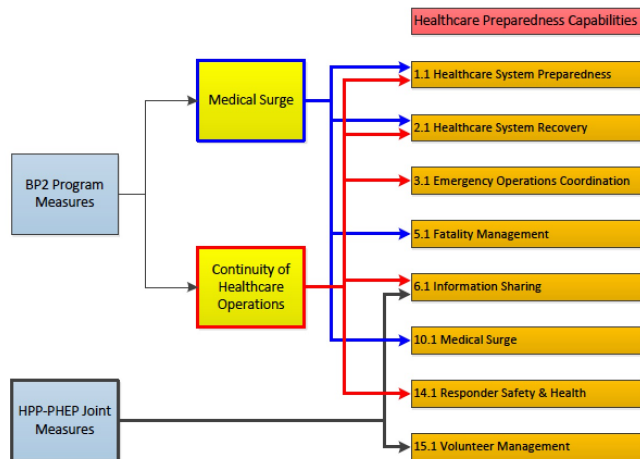 Healthcare Preparedness Capabilities
1.1 Healthcare System Preparedness
Medical Surge
2.1 Healthcare System Recovery
BP2 Program
Measures
3.1 Emergency Operations Coordination
5.1 Fatality Management
Continuity of
Healthcare
Operations
6.1 Information Sharing
10.1 Medical Surge
HPP-PHEP Joint
Measures
14.1 Responder Safety & Health
15.1 Volunteer Management